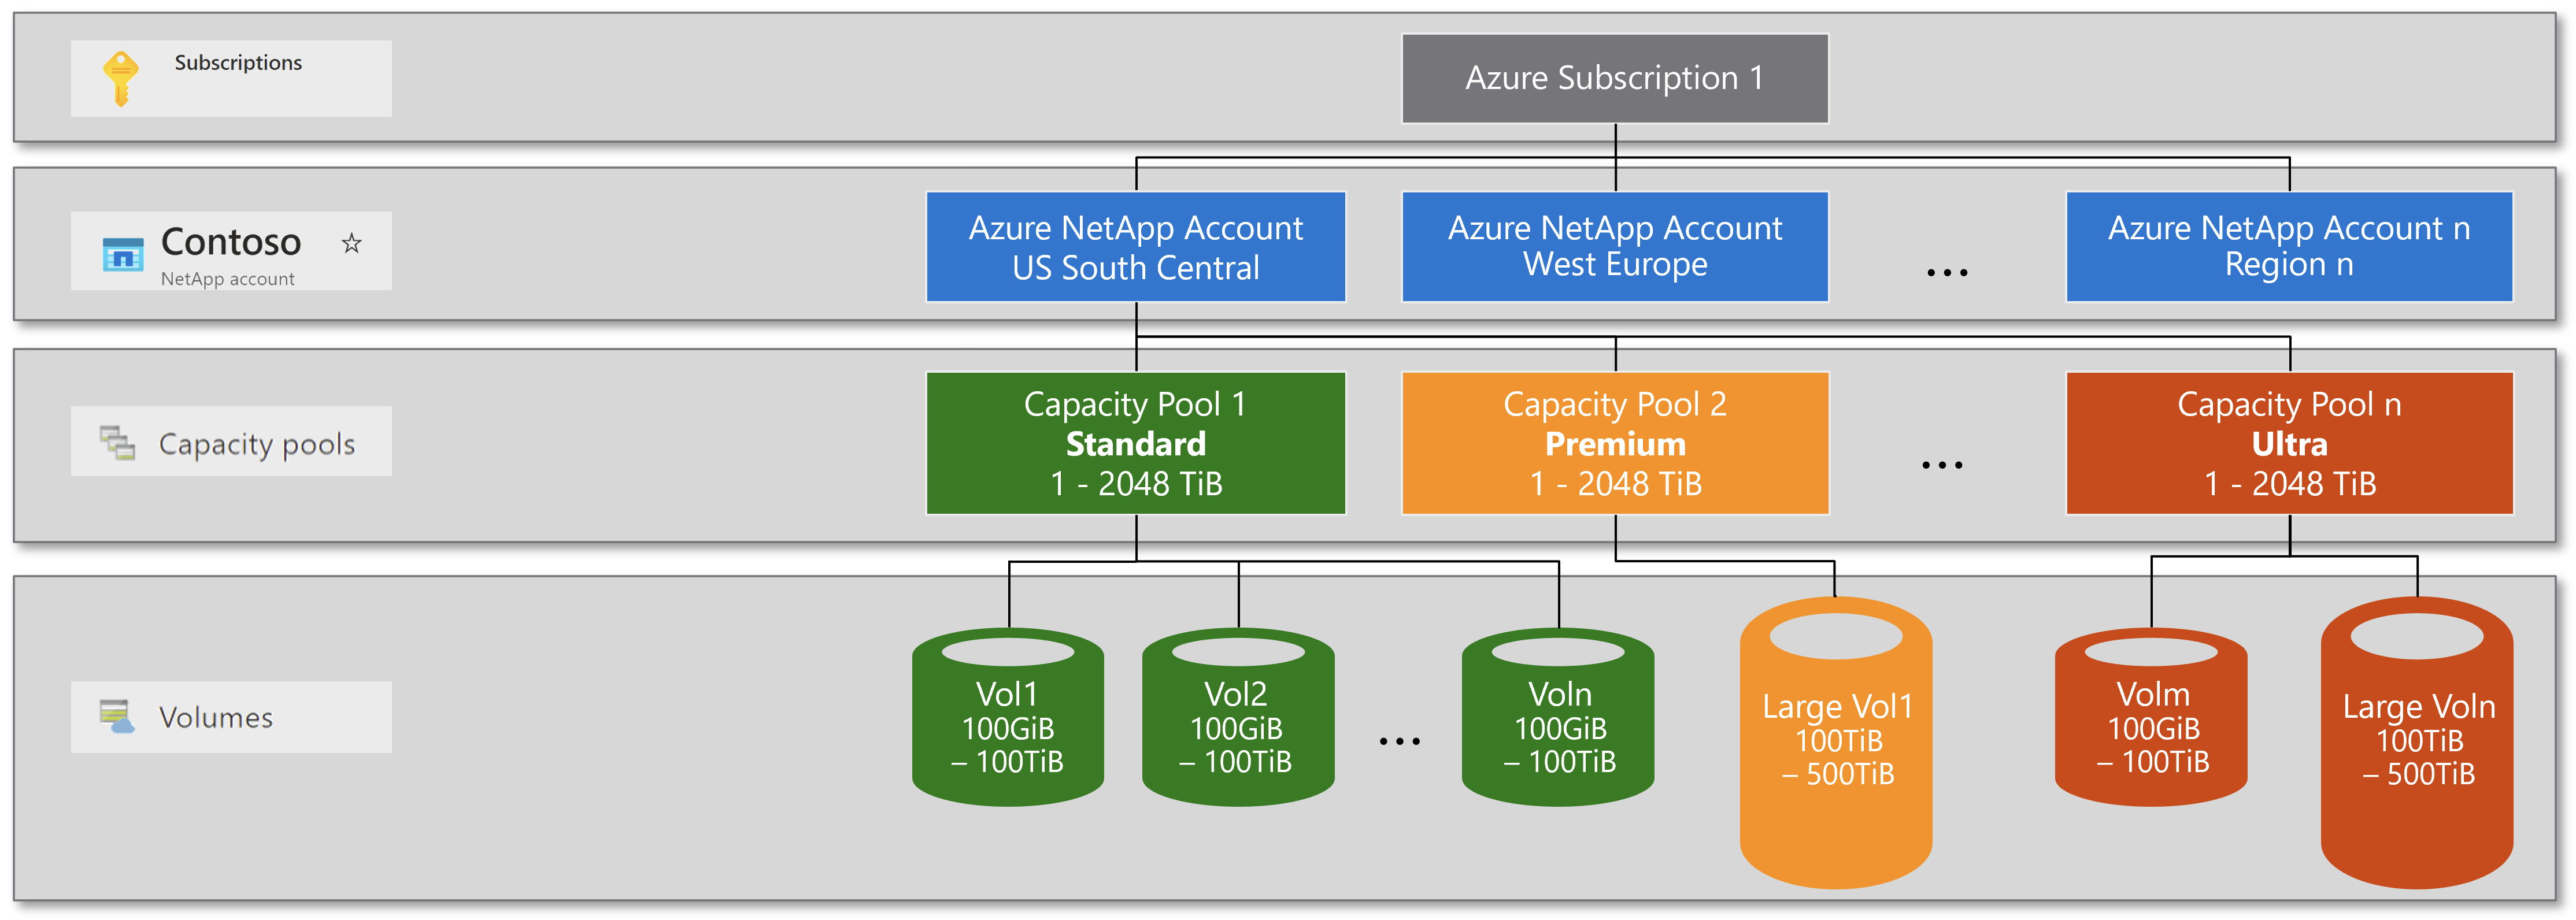 Subscriptions
Azure Subscription 1
Contoso ☆
NetApp account
Azure NetApp Account
US South Central
Azure NetApp Account
West Europe
...
Azure NetApp Account n
Region n
Capacity pools
Capacity Pool 1
Standard
1 - 2048 TiB
Capacity Pool 2
Premium
1 - 2048 TiB
...
Capacity Pool n
Ultra
1 - 2048 TiB
Volumes
Vol1
100GiB
– 100TiB
Vol2
100GiB
– 100TiB
...
Voln
100GiB
– 100TiB
Large Vol1
100TiB
– 500TiB
Volm
100GiB
– 100TiB
Large Voln
100TiB
– 500TiB